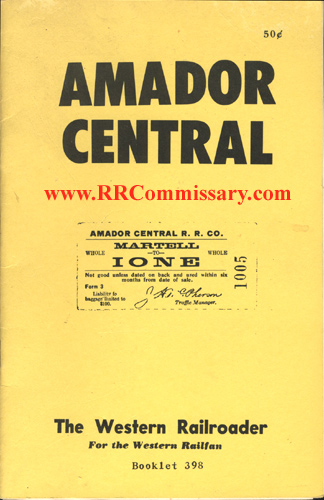 50¢
AMADOR
CENTRAL
www.RRCommissary.com
AMADOR CENTRAL R. R. CO.
MARTELL
WHOLE —TO— WHOLE
IONE
Not good unless dated on back and used within six
months from date of sale.
Form 3
Liability for
baggage limited to
$100.
Traffic Manager.
1005
The Western Railroader
For the Western Railfan
Booklet 398